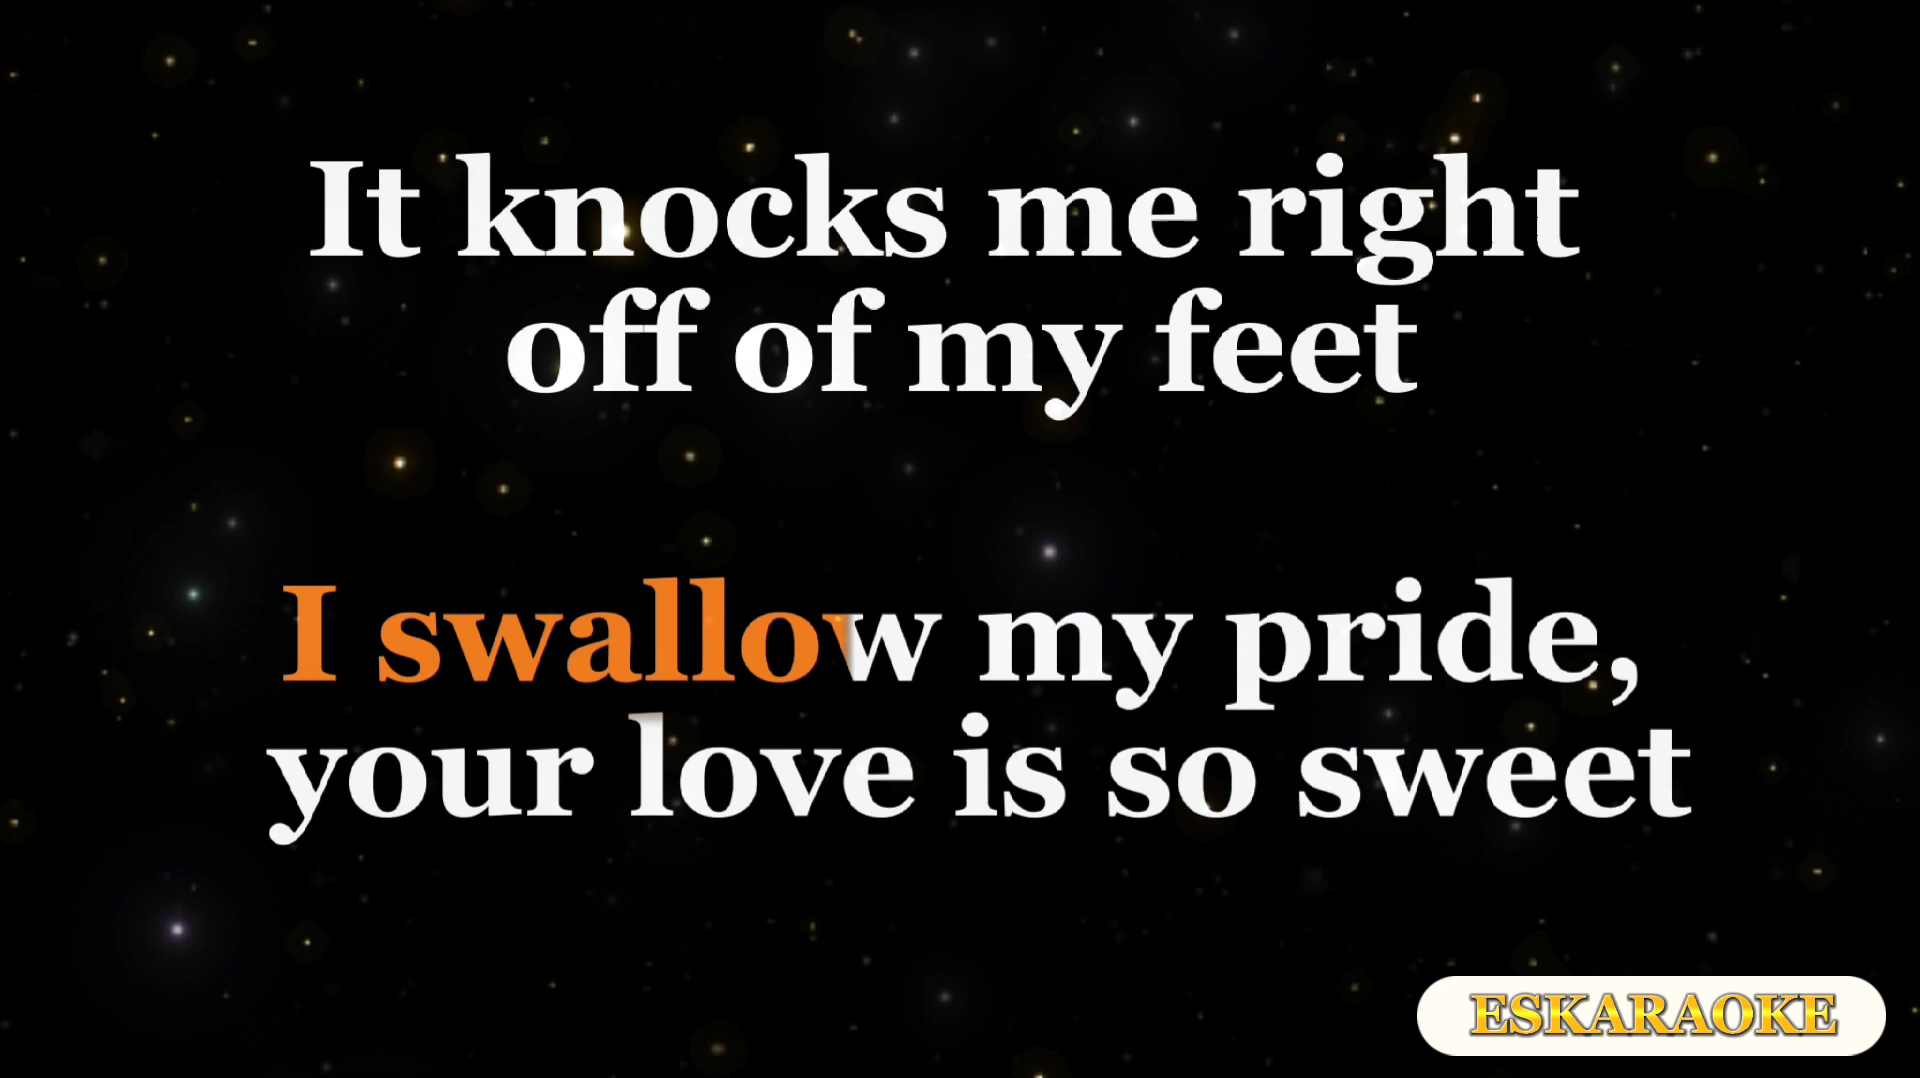 It knocks me right
off of my feet
I swallow my pride,
your love is so sweet
ESKARAOKE